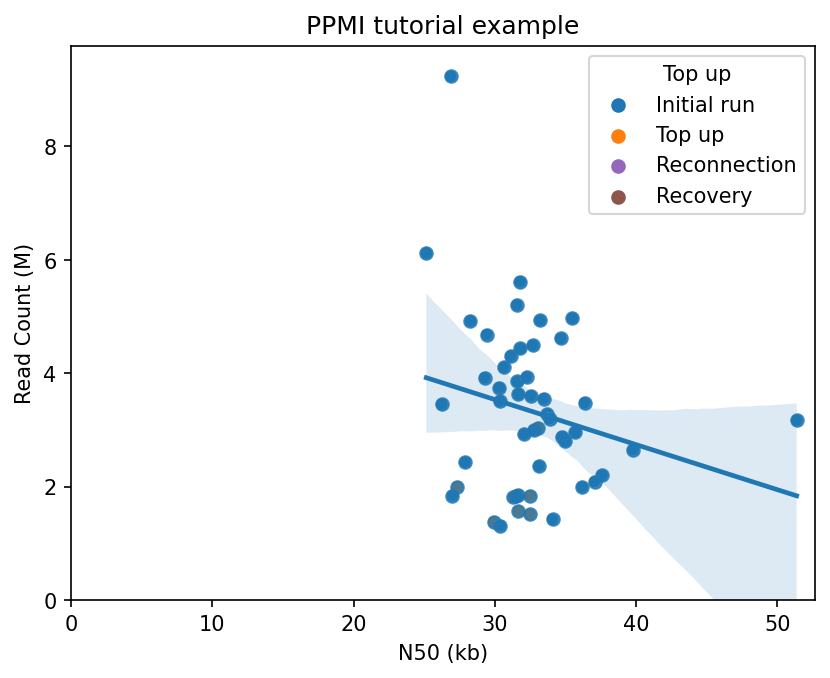 PPMI tutorial example
Top up
Initial run
Top up
Reconnection
Recovery
Read Count (M)
8
6
4
2
0
0 10 20 30 40 50
N50 (kb)